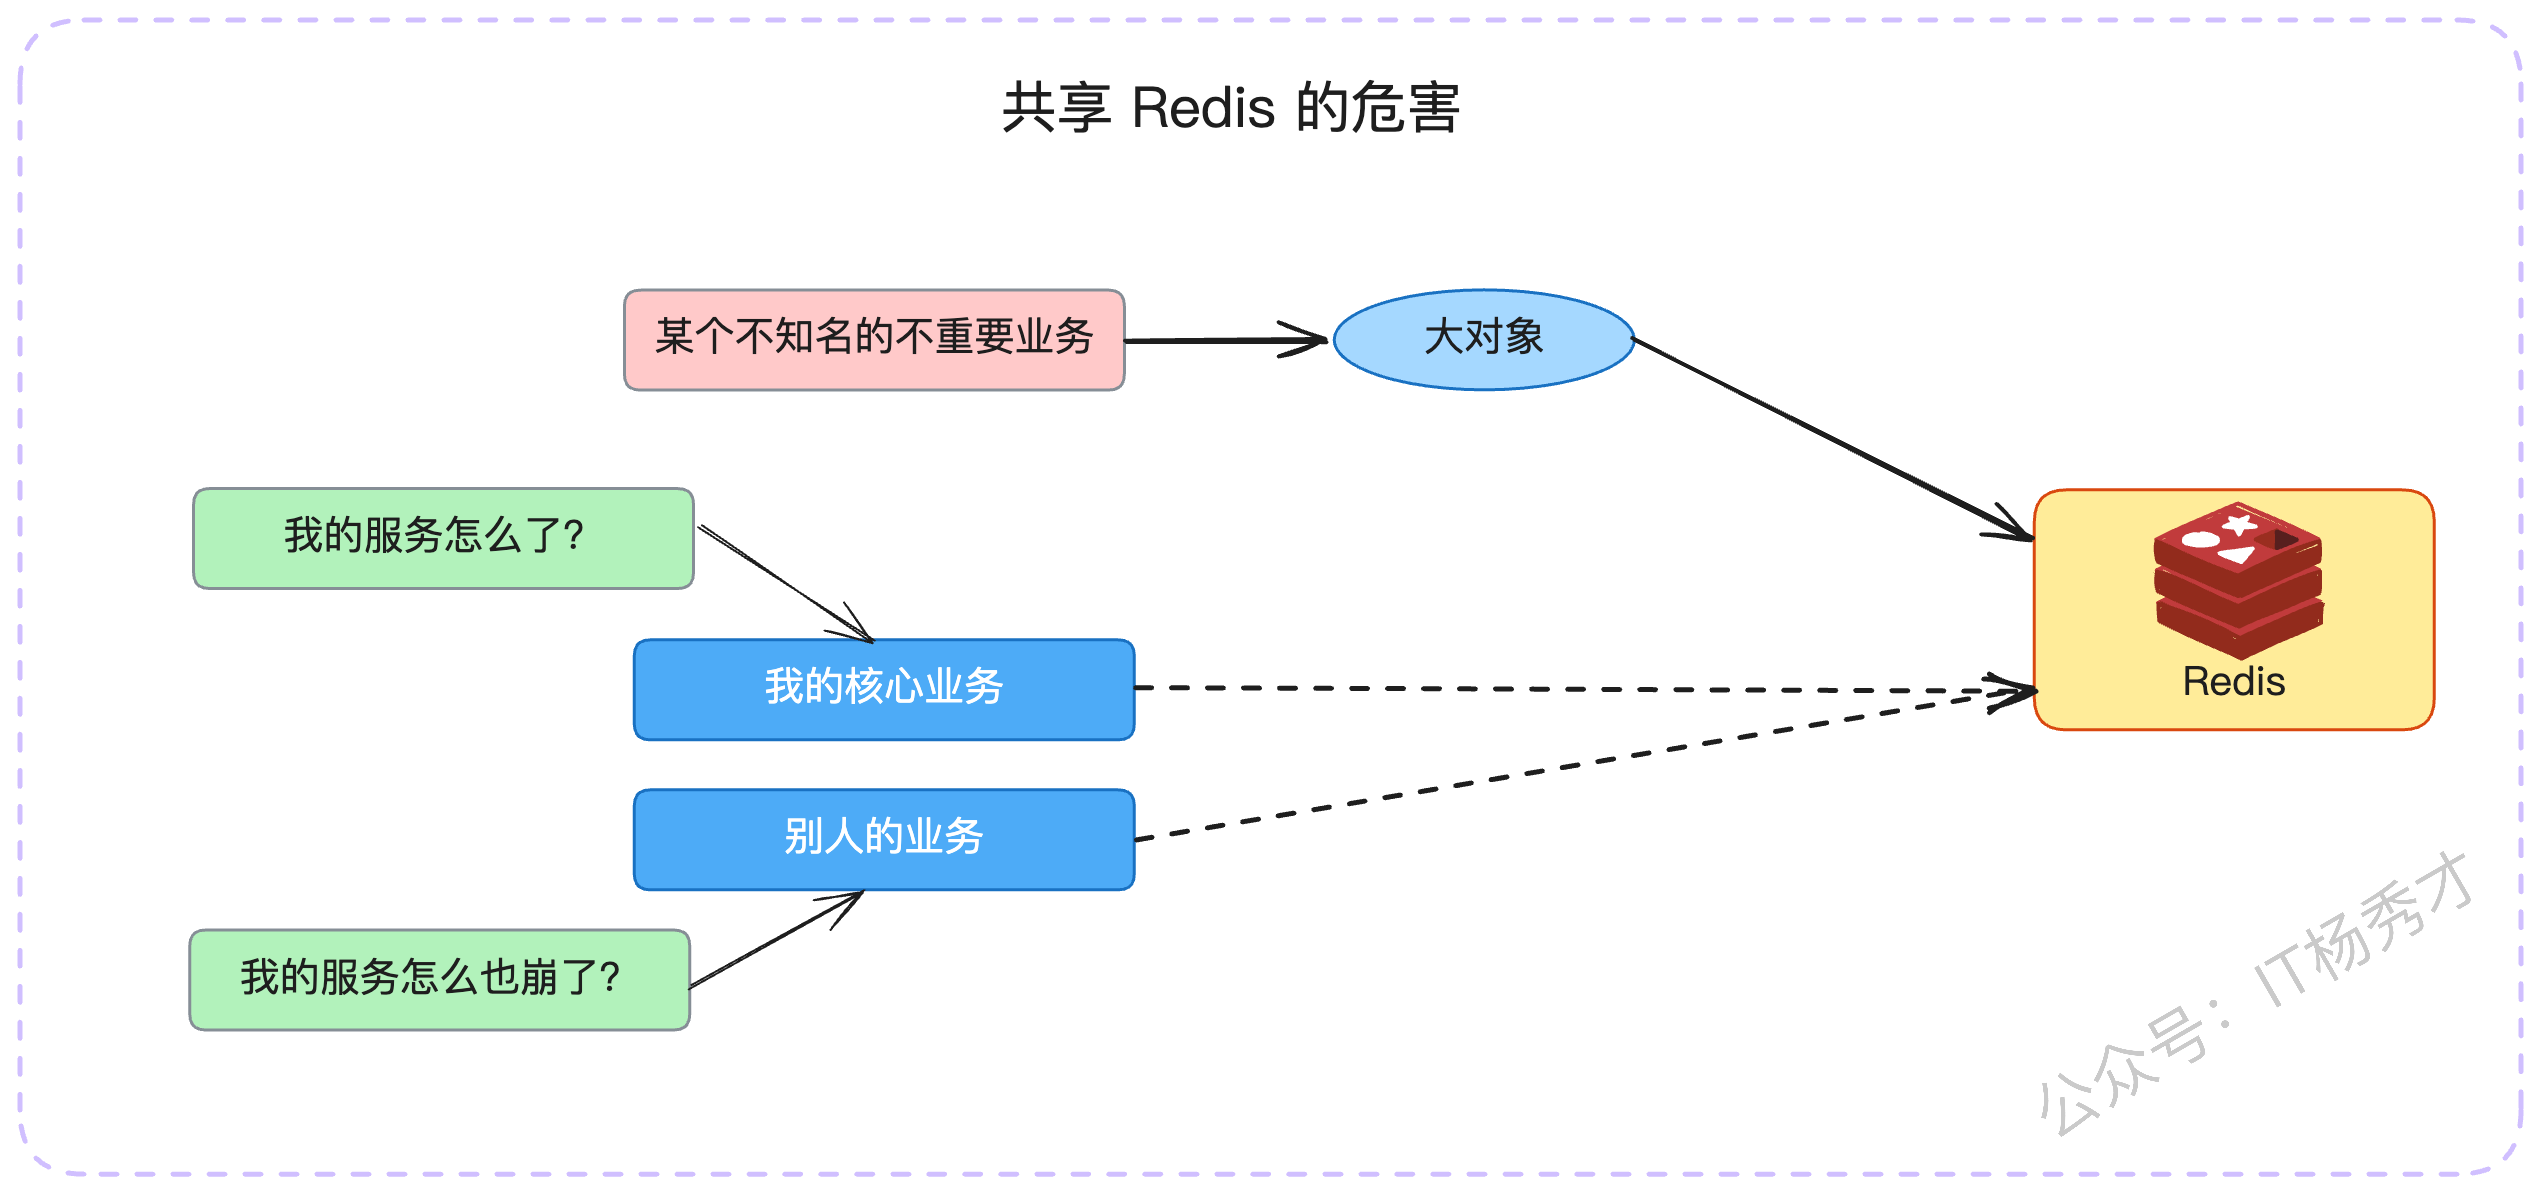 共享 Redis 的危害
某个不知名的不重要业务
大对象
我的服务怎么了?
我的核心业务
Redis
别人的业务
我的服务怎么也崩了?
公众号：IT杨秀才